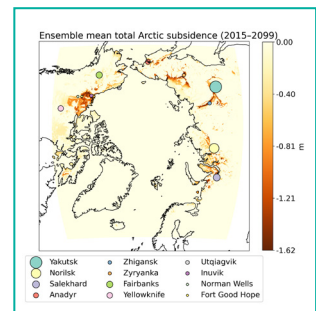 Ensemble mean total Arctic subsidence (2015–2099)
0.00
-0.40
-0.81
m
-1.21
-1.62
Yakutsk
Zhigansk
Utqiagvik
Norilsk
Zyryanka
Inuvik
Salekhard
Fairbanks
Norman Wells
Anadyr
Yellowknife
Fort Good Hope